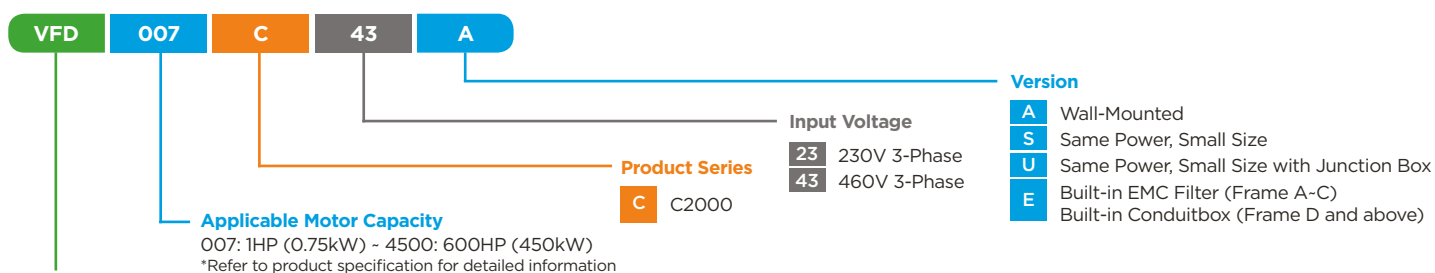 VFD 007 C 43 A
Version
A Wall-Mounted
S Same Power, Small Size
U Same Power, Small Size with Junction Box
E Built-in EMC Filter (Frame A~C)
Built-in Conduitbox (Frame D and above)
Input Voltage
23 230V 3-Phase
43 460V 3-Phase
Product Series
C C2000
Applicable Motor Capacity
007: 1HP (0.75kW) ~ 4500: 600HP (450kW)
*Refer to product specification for detailed information